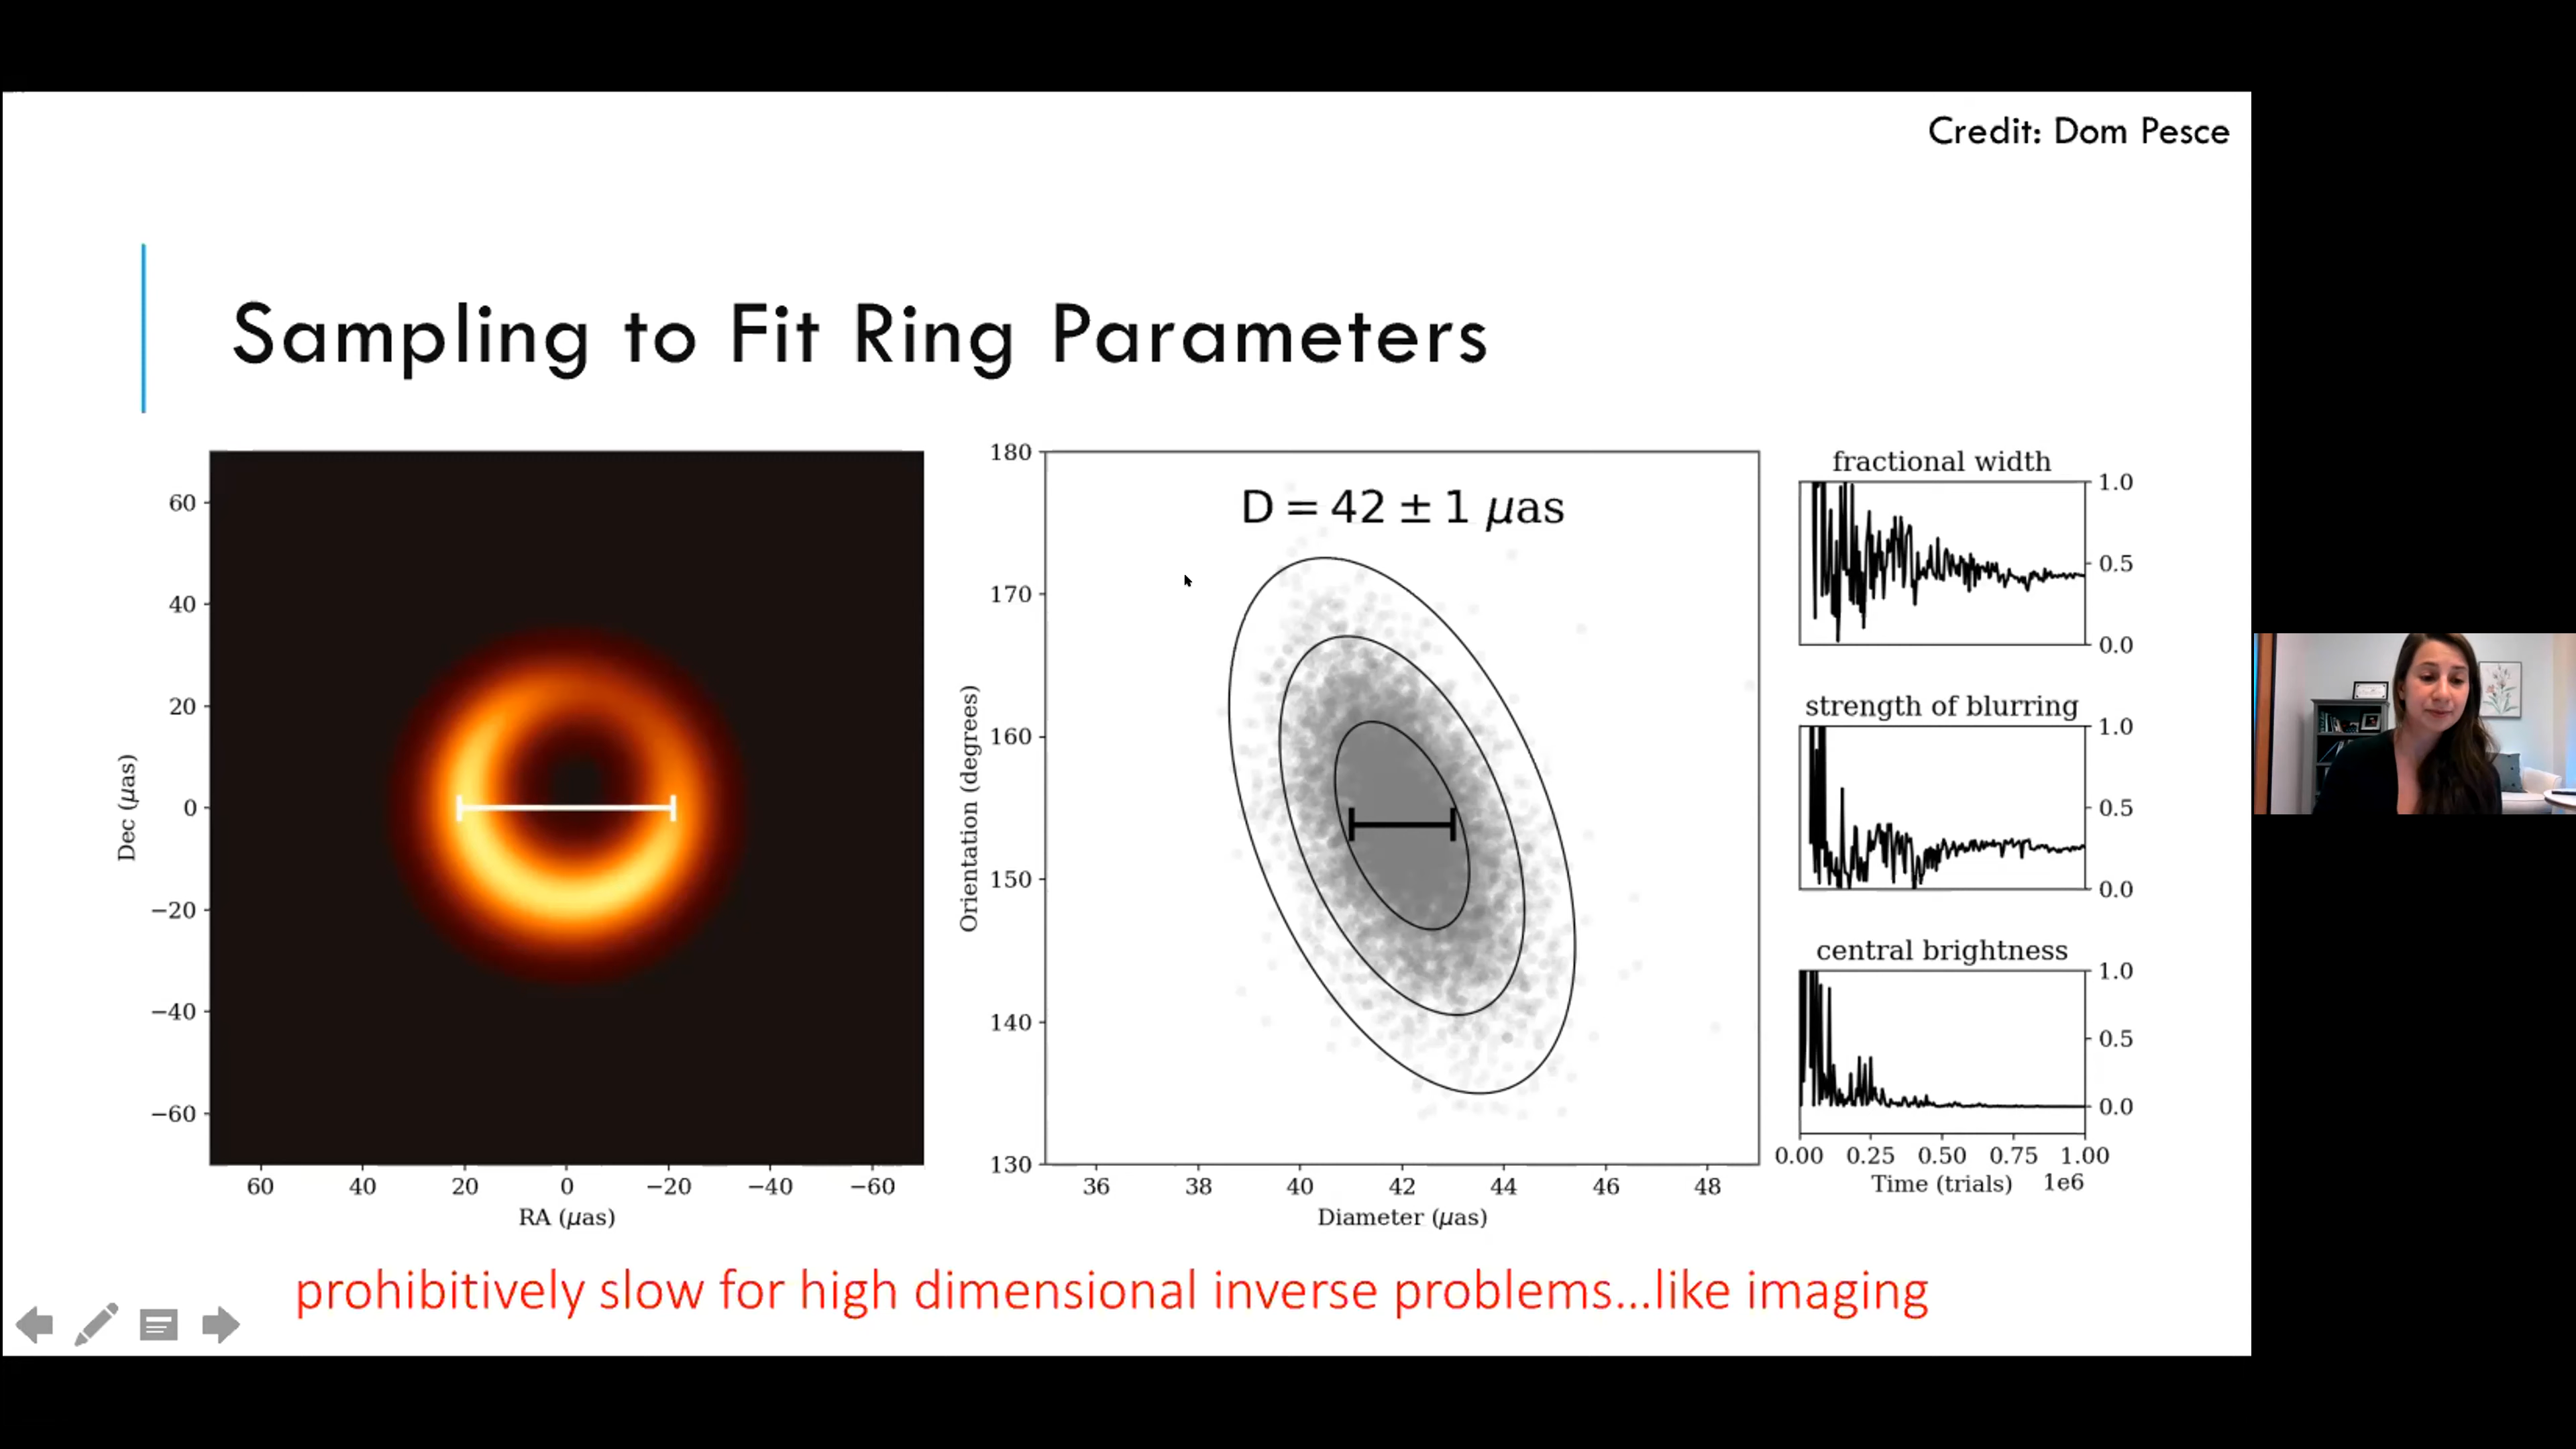 Credit: Dom Pesce
Sampling to Fit Ring Parameters
60
40
20
0
−20
−40
−60
Dec (μas)
60 40 20 0 −20 −40 −60
RA (μas)
D = 42 ± 1 μas
180
170
160
150
140
130
Orientation (degrees)
36 38 40 42 44 46 48
Diameter (μas)
fractional width
1.0
0.5
0.0
strength of blurring
1.0
0.5
0.0
central brightness
1.0
0.5
0.0
0.00 0.25 0.50 0.75 1.00
Time (trials) 1e6
prohibitively slow for high dimensional inverse problems...like imaging